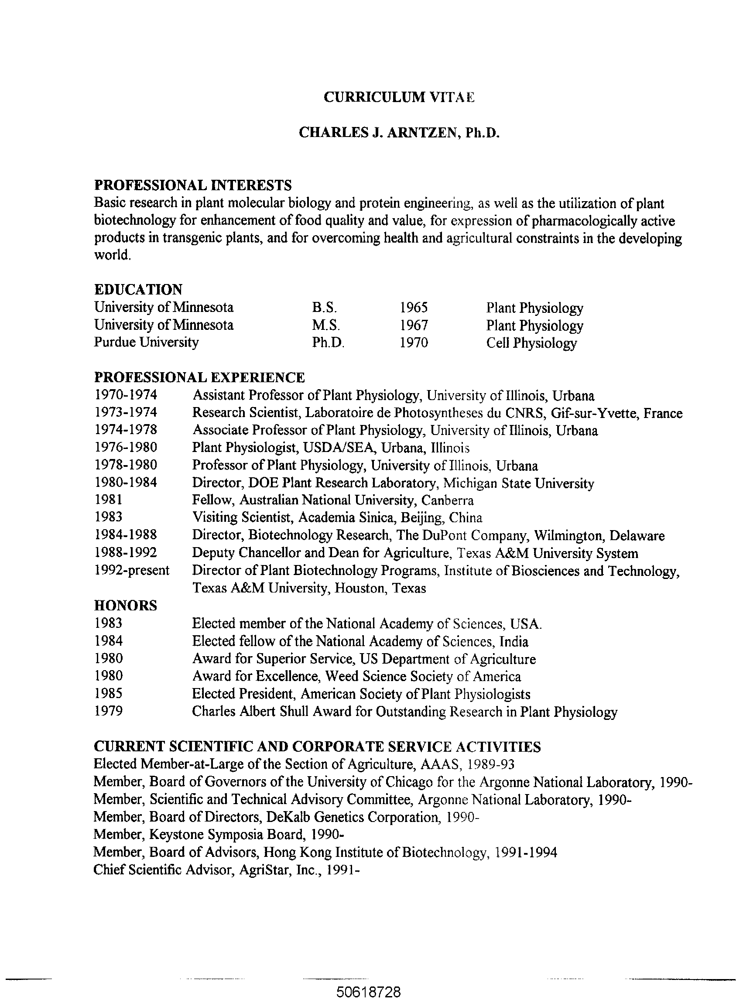 CURRICULUM VITAE
CHARLES J. ARNTZEN, Ph.D.
PROFESSIONAL INTERESTS
Basic research in plant molecular biology and protein engineering, as well as the utilization of plant
biotechnology for enhancement of food quality and value, for expression of pharmacologically active
products in transgenic plants, and for overcoming health and agricultural constraints in the developing
world.
EDUCATION
University of Minnesota B.S. 1965 Plant Physiology
University of Minnesota M.S. 1967 Plant Physiology
Purdue University Ph.D. 1970 Cell Physiology
PROFESSIONAL EXPERIENCE
1970-1974 Assistant Professor of Plant Physiology, University of Illinois, Urbana
1973-1974 Research Scientist, Laboratoire de Photosyntheses du CNRS, Gif-sur-Yvette, France
1974-1978 Associate Professor of Plant Physiology, University of Illinois, Urbana
1976-1980 Plant Physiologist, USDA/SEA, Urbana, Illinois
1978-1980 Professor of Plant Physiology, University of Illinois, Urbana
1980-1984 Director, DOE Plant Research Laboratory, Michigan State University
1981 Fellow, Australian National University, Canberra
1983 Visiting Scientist, Academia Sinica, Beijing, China
1984-1988 Director, Biotechnology Research, The DuPont Company, Wilmington, Delaware
1988-1992 Deputy Chancellor and Dean for Agriculture, Texas A&M University System
1992-present Director of Plant Biotechnology Programs, Institute of Biosciences and Technology,
Texas A&M University, Houston, Texas
HONORS
1983 Elected member of the National Academy of Sciences, USA.
1984 Elected fellow of the National Academy of Sciences, India
1980 Award for Superior Service, US Department of Agriculture
1980 Award for Excellence, Weed Science Society of America
1985 Elected President, American Society of Plant Physiologists
1979 Charles Albert Shull Award for Outstanding Research in Plant Physiology
CURRENT SCIENTIFIC AND CORPORATE SERVICE ACTIVITIES
Elected Member-at-Large of the Section of Agriculture, AAAS, 1989-93
Member, Board of Governors of the University of Chicago for the Argonne National Laboratory, 1990-
Member, Scientific and Technical Advisory Committee, Argonne National Laboratory, 1990-
Member, Board of Directors, DeKalb Genetics Corporation, 1990-
Member, Keystone Symposia Board, 1990-
Member, Board of Advisors, Hong Kong Institute of Biotechnology, 1991-1994
Chief Scientific Advisor, AgriStar, Inc., 1991-
50618728